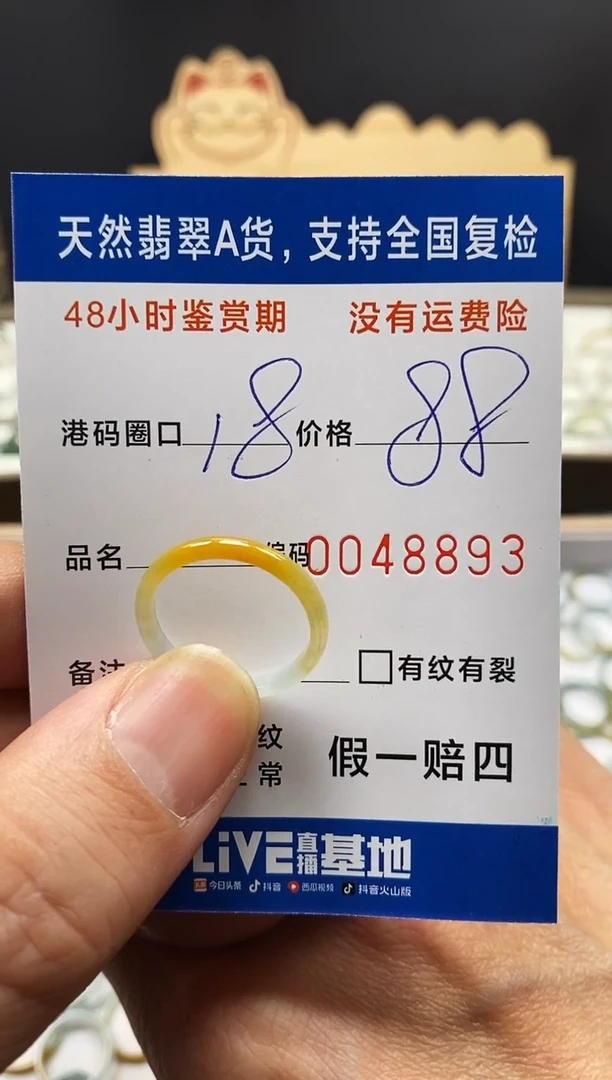 天然翡翠A货，支持全国复检
48小时鉴赏期 没有运费险
港码圈口 18 价格 88
品名 编码 0048893
备注 □有纹有裂
纹
常 假一赔四
LiVE直播基地
今日头条 抖音 西瓜视频 抖音火山版